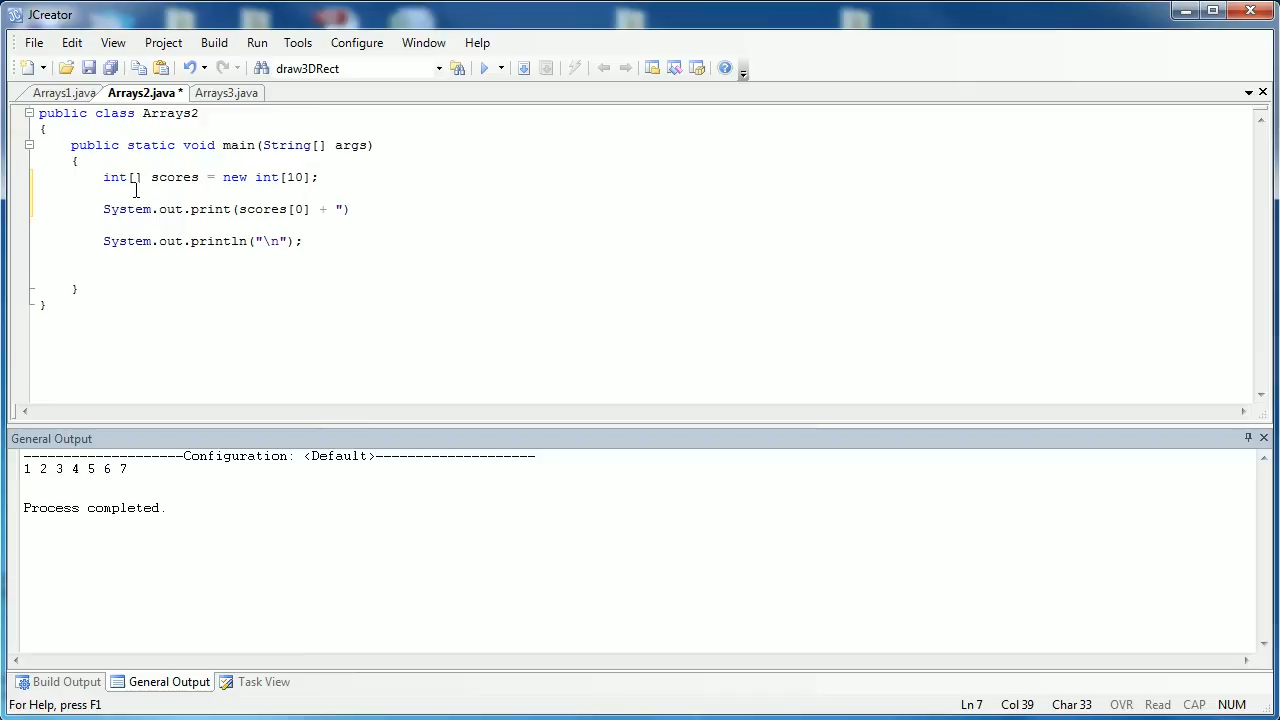 JCreator
File Edit View Project Build Run Tools Configure Window Help
draw3DRect
Arrays1.java Arrays2.java * Arrays3.java
public class Arrays2
{
public static void main(String[] args)
{
int[] scores = new int[10];
System.out.print(scores[0] + ")
System.out.println("\n");
}
}
General Output
--------------------Configuration: <Default>--------------------
1 2 3 4 5 6 7
Process completed.
Build Output General Output Task View
For Help, press F1 Ln 7 Col 39 Char 33 OVR Read CAP NUM